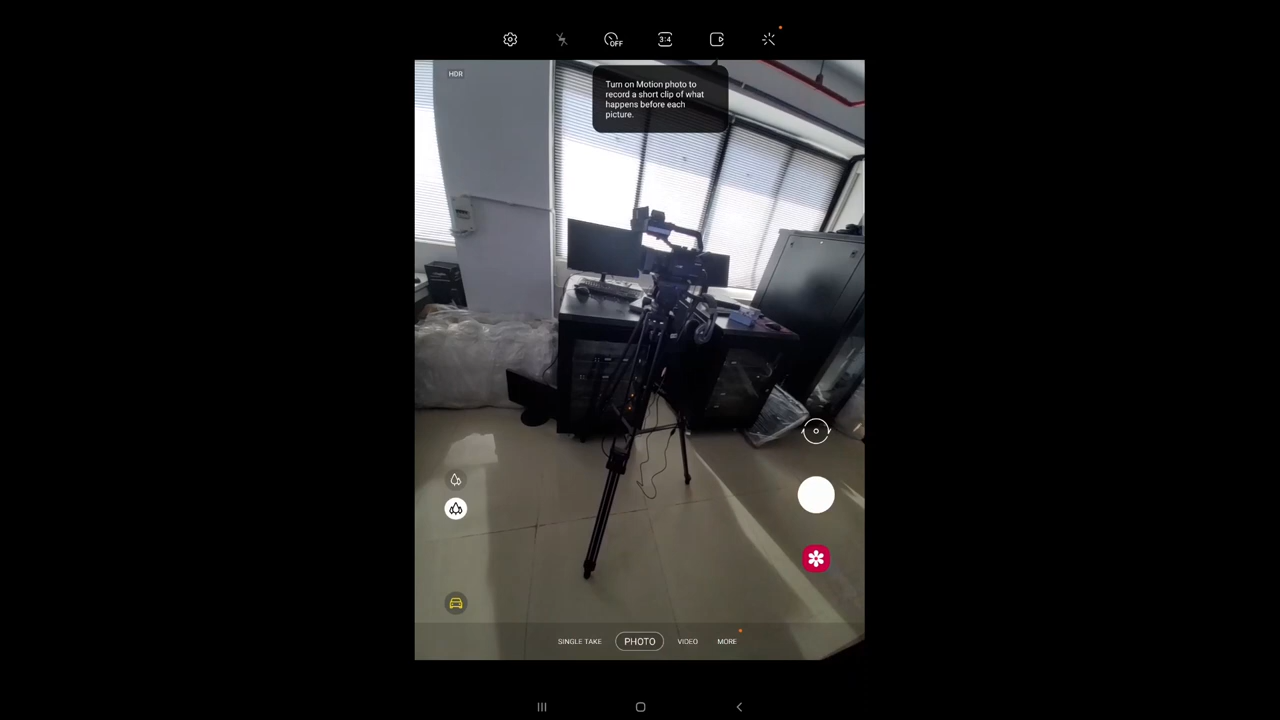 OFF
3:4
HDR
Turn on Motion photo to
record a short clip of what
happens before each
picture.
SINGLE TAKE
PHOTO
VIDEO
MORE